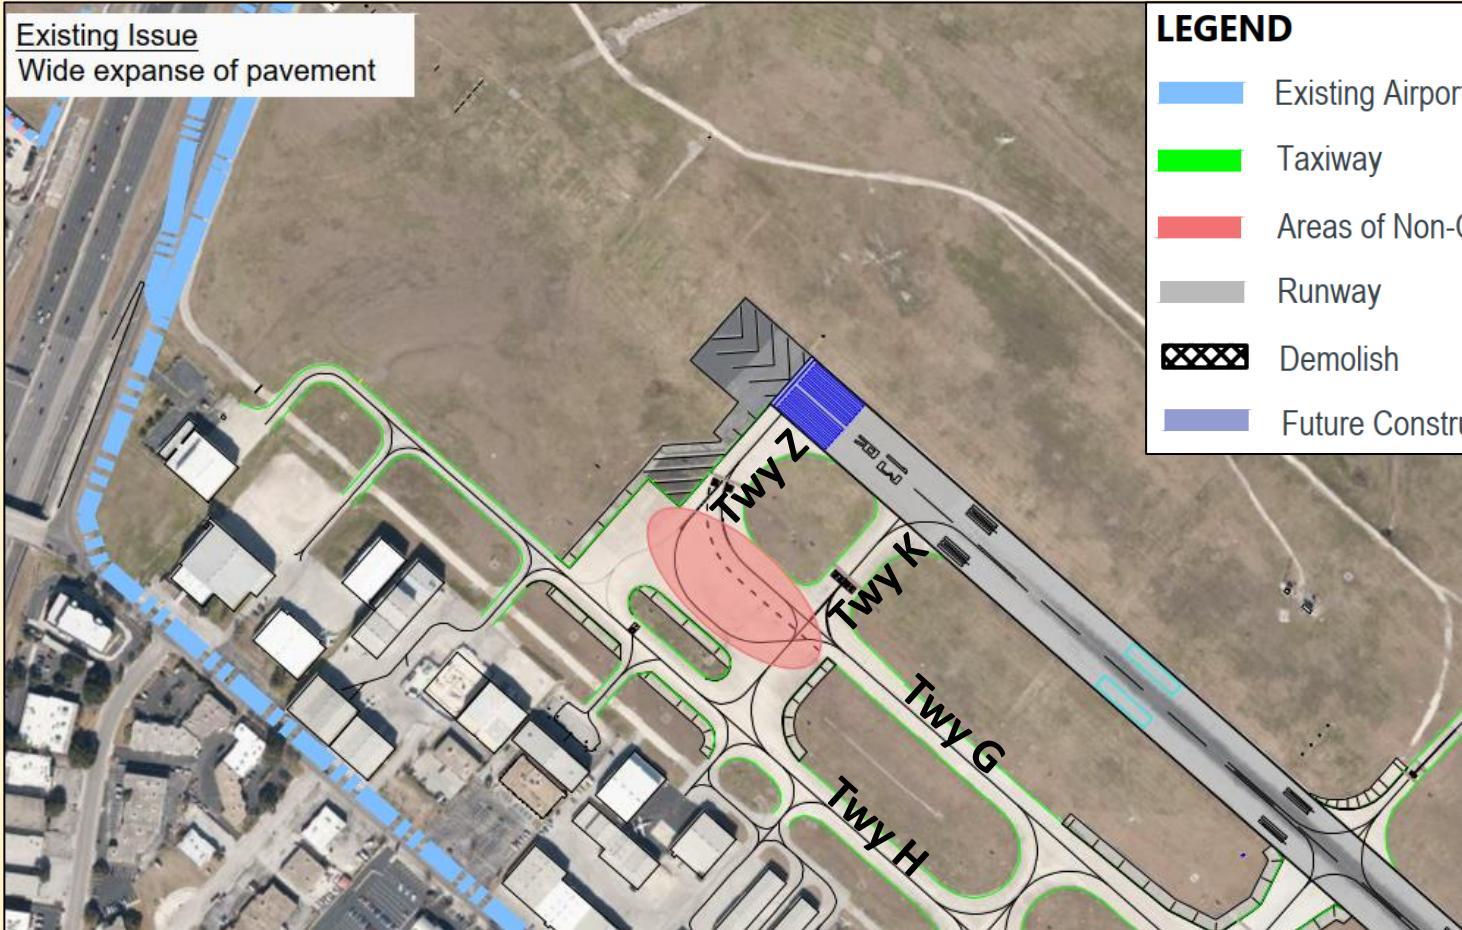 Existing Issue
Wide expanse of pavement
LEGEND
Existing Airport
Taxiway
Areas of Non-
Runway
Demolish
Future Constru
Twy Z
Twy K
Twy G
Twy H